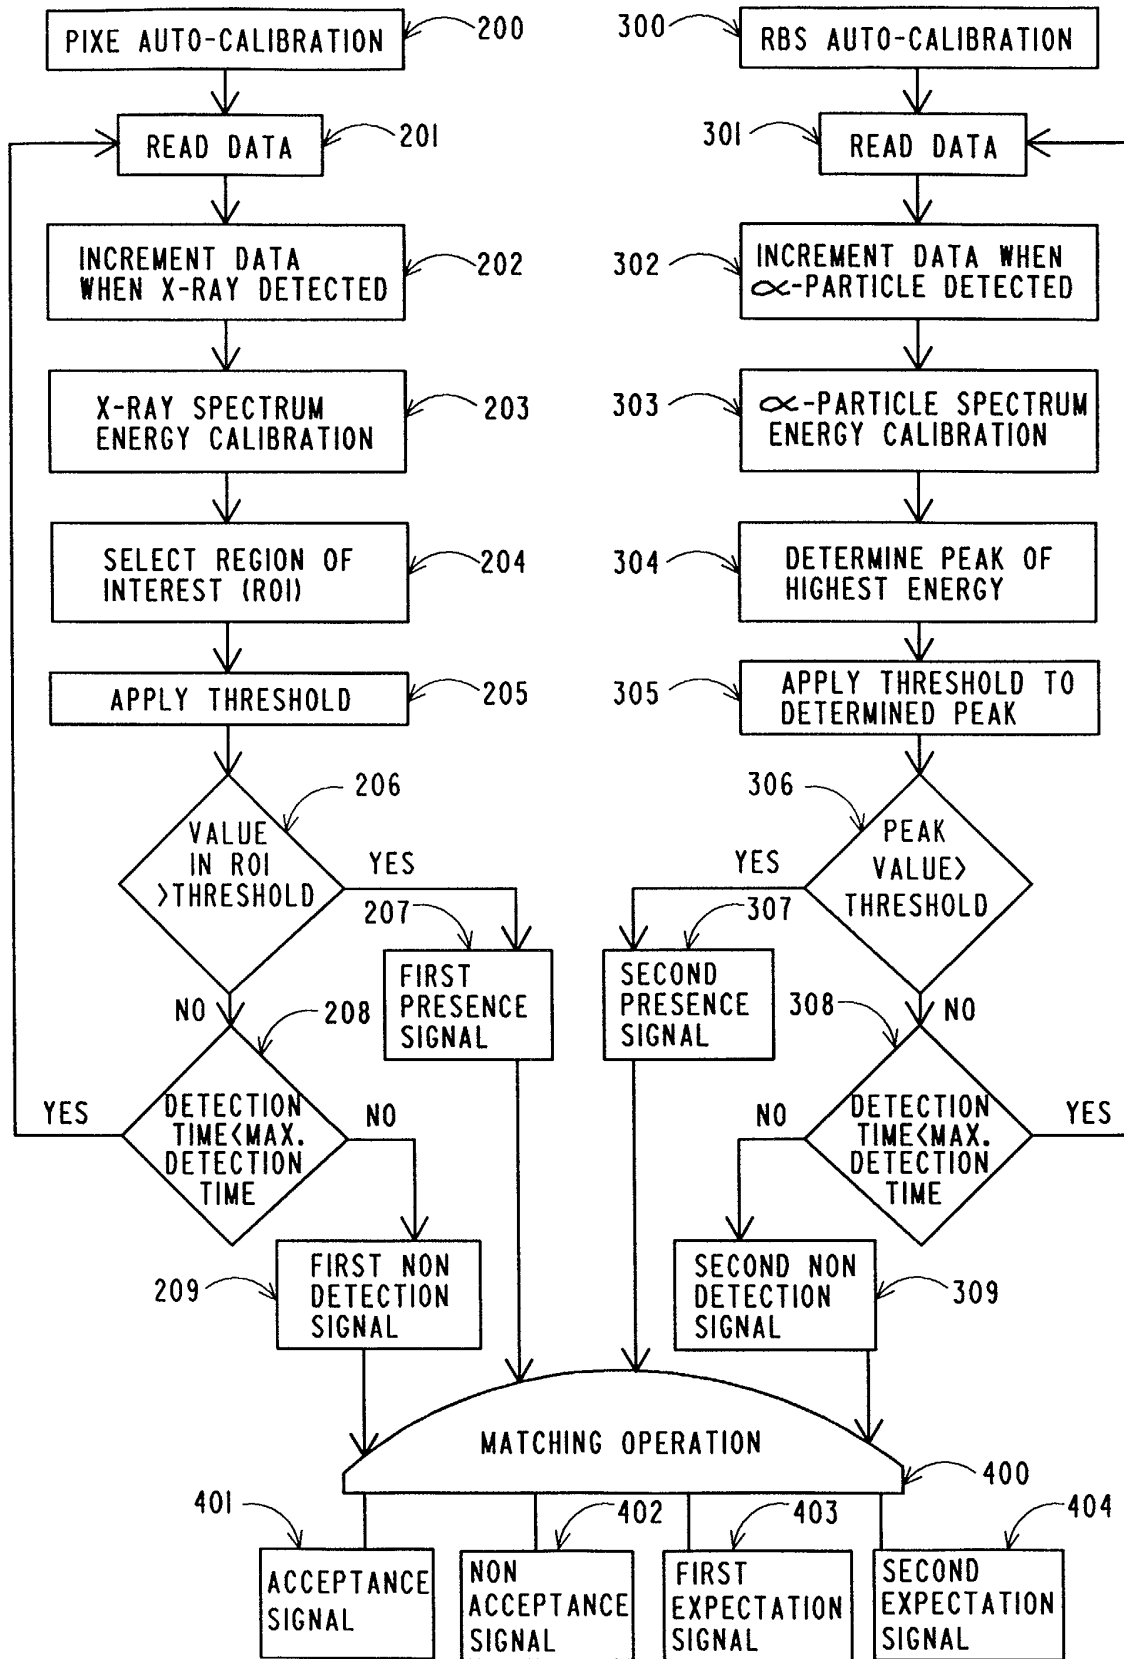 PIXE AUTO-CALIBRATION
200
300
RBS AUTO-CALIBRATION
READ DATA
201
301
READ DATA
INCREMENT DATA
WHEN X-RAY DETECTED
202
302
INCREMENT DATA WHEN
∝-PARTICLE DETECTED
X-RAY SPECTRUM
ENERGY CALIBRATION
203
303
∝-PARTICLE SPECTRUM
ENERGY CALIBRATION
SELECT REGION OF
INTEREST (ROI)
204
304
DETERMINE PEAK OF
HIGHEST ENERGY
APPLY THRESHOLD
205
305
APPLY THRESHOLD TO
DETERMINED PEAK
206
VALUE
IN ROI
>THRESHOLD
YES
306
PEAK
VALUE>
THRESHOLD
YES
207
FIRST
PRESENCE
SIGNAL
307
SECOND
PRESENCE
SIGNAL
NO
208
308
NO
YES
DETECTION
TIME<MAX.
DETECTION
TIME
NO
NO
DETECTION
TIME<MAX.
DETECTION
TIME
YES
209
FIRST NON
DETECTION
SIGNAL
SECOND NON
DETECTION
SIGNAL
309
MATCHING OPERATION
400
401
402
403
404
ACCEPTANCE
SIGNAL
NON
ACCEPTANCE
SIGNAL
FIRST
EXPECTATION
SIGNAL
SECOND
EXPECTATION
SIGNAL